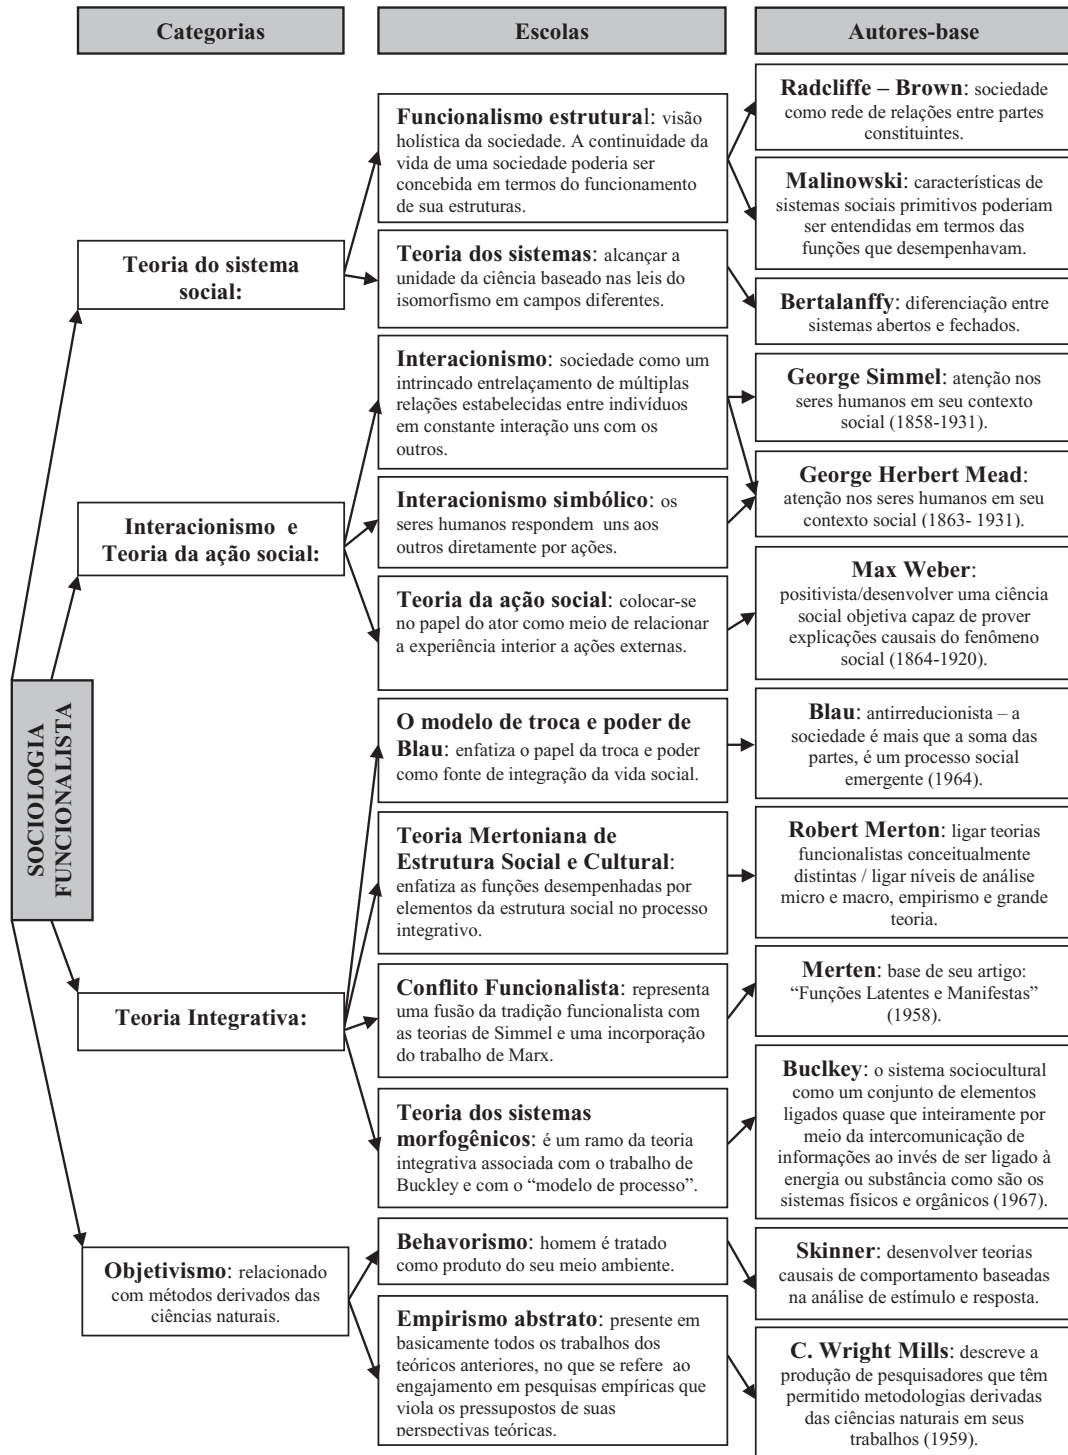 Categorias
Escolas
Autores-base
SOCIOLOGIA
FUNCIONALISTA
Teoria do sistema
social:
Funcionalismo estrutural: visão
holística da sociedade. A continuidade da
vida de uma sociedade poderia ser
concebida em termos do funcionamento
de sua estruturas.
Radcliffe – Brown: sociedade
como rede de relações entre partes
constituintes.
Malinowski: características de
sistemas sociais primitivos poderiam
ser entendidas em termos das
funções que desempenhavam.
Teoria dos sistemas: alcançar a
unidade da ciência baseado nas leis do
isomorfismo em campos diferentes.
Bertalanffy: diferenciação entre
sistemas abertos e fechados.
Interacionismo e
Teoria da ação social:
Interacionismo: sociedade como um
intrincado entrelaçamento de múltiplas
relações estabelecidas entre indivíduos
em constante interação uns com os
outros.
George Simmel: atenção nos
seres humanos em seu contexto
social (1858-1931).
Interacionismo simbólico: os
seres humanos respondem uns aos
outros diretamente por ações.
George Herbert Mead:
atenção nos seres humanos em seu
contexto social (1863- 1931).
Teoria da ação social: colocar-se
no papel do ator como meio de relacionar
a experiência interior a ações externas.
Max Weber:
positivista/desenvolver uma ciência
social objetiva capaz de prover
explicações causais do fenômeno
social (1864-1920).
Teoria Integrativa:
O modelo de troca e poder de
Blau: enfatiza o papel da troca e poder
como fonte de integração da vida social.
Blau: antirreducionista – a
sociedade é mais que a soma das
partes, é um processo social
emergente (1964).
Teoria Mertoniana de
Estrutura Social e Cultural:
enfatiza as funções desempenhadas por
elementos da estrutura social no processo
integrativo.
Robert Merton: ligar teorias
funcionalistas conceitualmente
distintas / ligar níveis de análise
micro e macro, empirismo e grande
teoria.
Conflito Funcionalista: representa
uma fusão da tradição funcionalista com
as teorias de Simmel e uma incorporação
do trabalho de Marx.
Merten: base de seu artigo:
“Funções Latentes e Manifestas”
(1958).
Teoria dos sistemas
morfogênicos: é um ramo da teoria
integrativa associada com o trabalho de
Buckley e com o “modelo de processo”.
Buclkey: o sistema sociocultural
como um conjunto de elementos
ligados quase que inteiramente por
meio da intercomunicação de
informações ao invés de ser ligado à
energia ou substância como são os
sistemas físicos e orgânicos (1967).
Objetivismo: relacionado
com métodos derivados das
ciências naturais.
Behavorismo: homem é tratado
como produto do seu meio ambiente.
Skinner: desenvolver teorias
causais de comportamento baseadas
na análise de estímulo e resposta.
Empirismo abstrato: presente em
basicamente todos os trabalhos dos
teóricos anteriores, no que se refere ao
engajamento em pesquisas empíricas que
viola os pressupostos de suas
perspectivas teóricas.
C. Wright Mills: descreve a
produção de pesquisadores que têm
permitido metodologias derivadas
das ciências naturais em seus
trabalhos (1959).